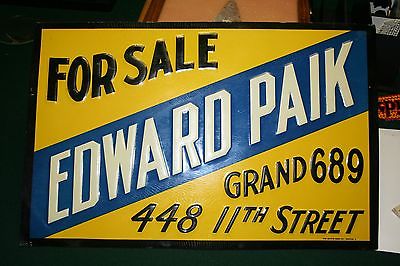 FOR SALE
EDWARD PAIK
GRAND 689
448 11TH STREET